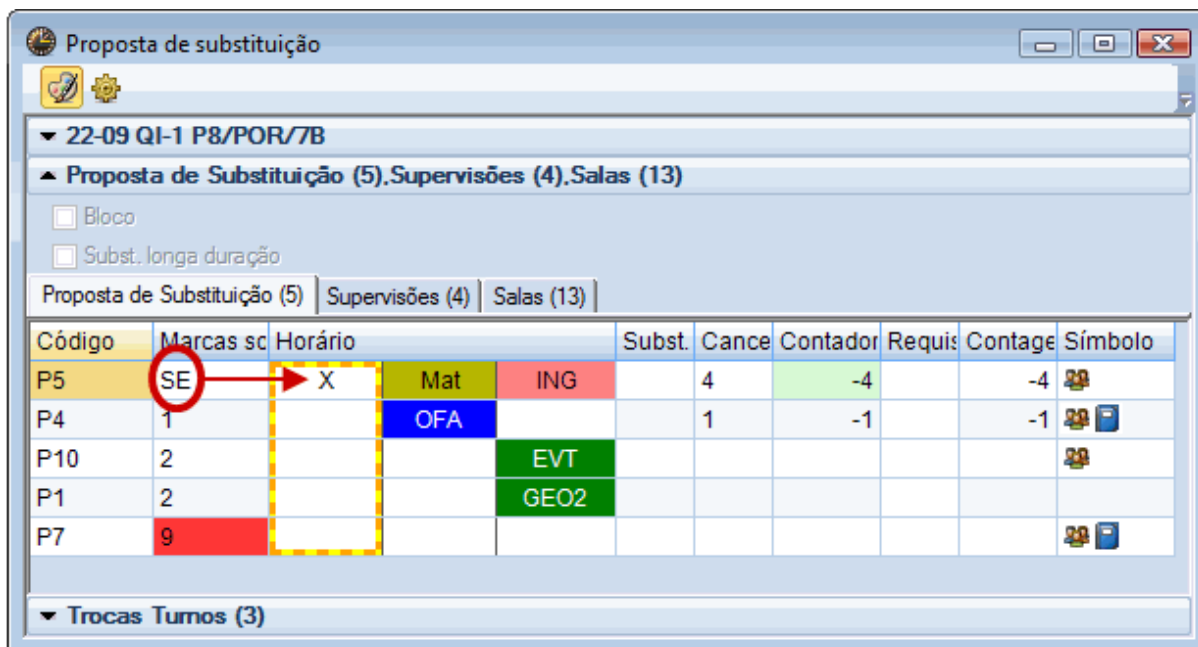 Proposta de substituição
22-09 QI-1 P8/POR/7B
Proposta de Substituição (5),Supervisões (4),Salas (13)
Bloco
Subst. longa duração
Proposta de Substituição (5) Supervisões (4) Salas (13)
Código Marcas sc Horário Subst. Cance Contador Requis Contage Símbolo
P5 SE X Mat ING 4 -4 -4
P4 1 OFA 1 -1 -1
P10 2 EVT
P1 2 GEO2
P7 9
Trocas Turnos (3)